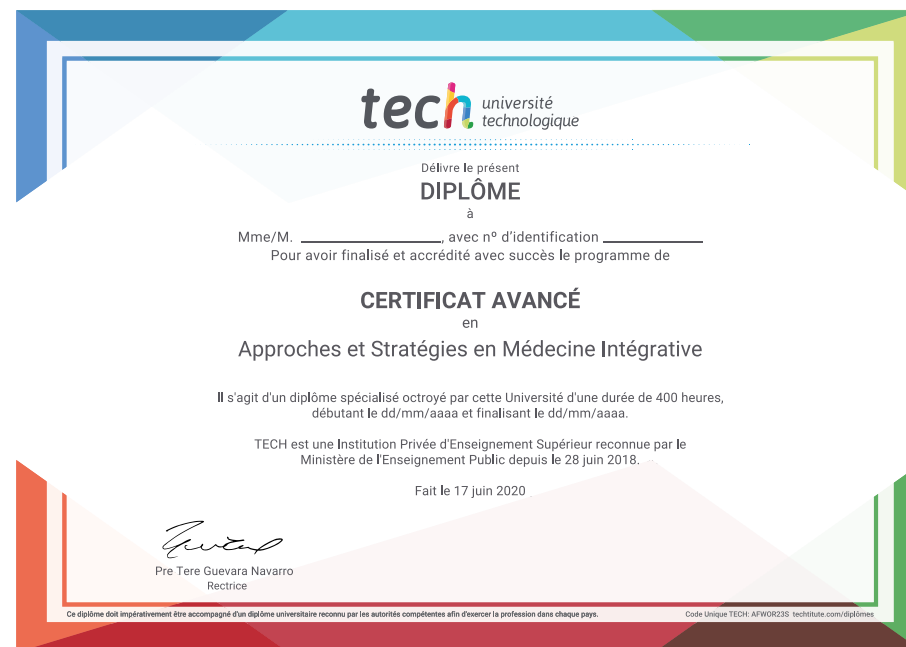 tech université
technologique
Délivre le présent
DIPLÔME
à
Mme/M. ____________________, avec nº d'identification ______________
Pour avoir finalisé et accrédité avec succès le programme de
CERTIFICAT AVANCÉ
en
Approches et Stratégies en Médecine Intégrative
Il s'agit d'un diplôme spécialisé octroyé par cette Université d'une durée de 400 heures,
débutant le dd/mm/aaaa et finalisant le dd/mm/aaaa.
TECH est une Institution Privée d'Enseignement Supérieur reconnue par le
Ministère de l'Enseignement Public depuis le 28 juin 2018.
Fait le 17 juin 2020
Pre Tere Guevara Navarro
Rectrice
Ce diplôme doit impérativement être accompagné d'un diplôme universitaire reconnu par les autorités compétentes afin d'exercer la profession dans chaque pays.
Code Unique TECH: AFWOR23S techtitute.com/diplômes